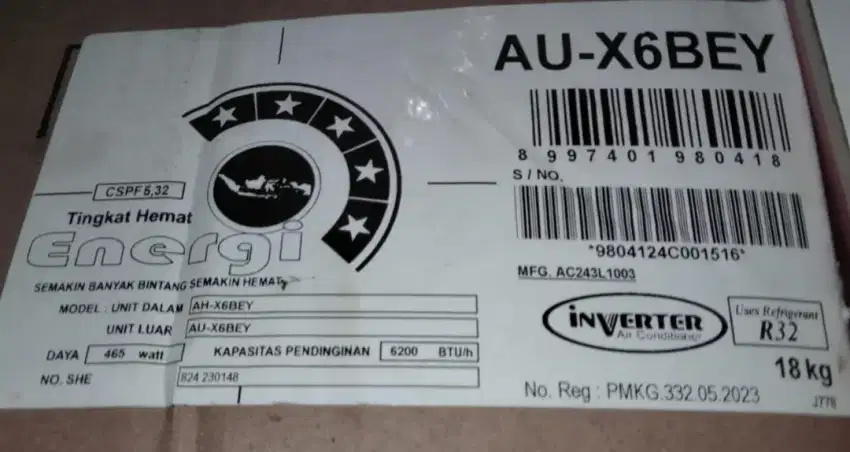 AU-X6BEY
8 997401 980418
S / NO.
*9804124C001516*
MFG. AC243L1003
CSPF 5,32
Tingkat Hemat
Energi
SEMAKIN BANYAK BINTANG SEMAKIN HEMAT
MODEL : UNIT DALAM AH-X6BEY
UNIT LUAR AU-X6BEY
DAYA 465 watt KAPASITAS PENDINGINAN 6200 BTU/h
NO. SHE 824 230148
INVERTER
Air Conditioner
Uses Refrigerant
R32
18 kg
No. Reg : PMKG.332.05.2023
J778